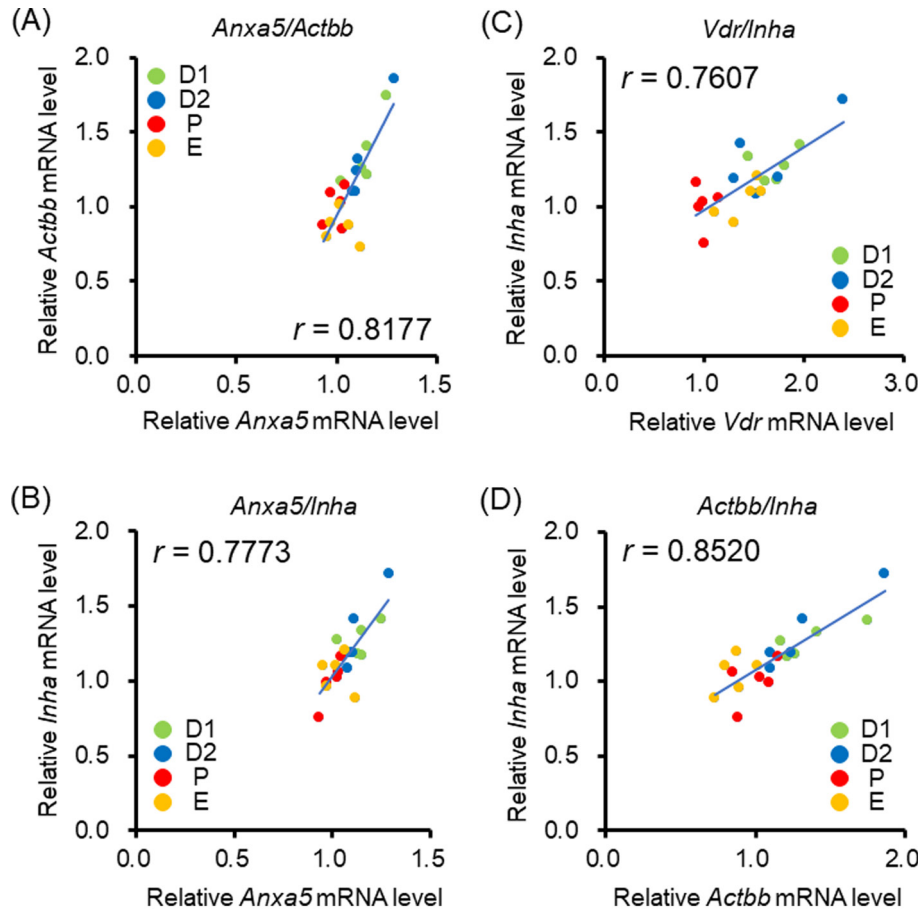 (A)
Anxa5/Actbb
Relative Actbb mRNA level
2.0
1.5
1.0
0.5
0.0
D1
D2
P
E
r = 0.8177
0.0 0.5 1.0 1.5
Relative Anxa5 mRNA level
(C)
Vdr/Inha
Relative Inha mRNA level
2.0
1.5
1.0
0.5
0.0
r = 0.7607
D1
D2
P
E
0.0 1.0 2.0 3.0
Relative Vdr mRNA level
(B)
Anxa5/Inha
Relative Inha mRNA level
2.0
1.5
1.0
0.5
0.0
r = 0.7773
D1
D2
P
E
0.0 0.5 1.0 1.5
Relative Anxa5 mRNA level
(D)
Actbb/Inha
Relative Inha mRNA level
2.0
1.5
1.0
0.5
0.0
r = 0.8520
D1
D2
P
E
0.0 1.0 2.0
Relative Actbb mRNA level